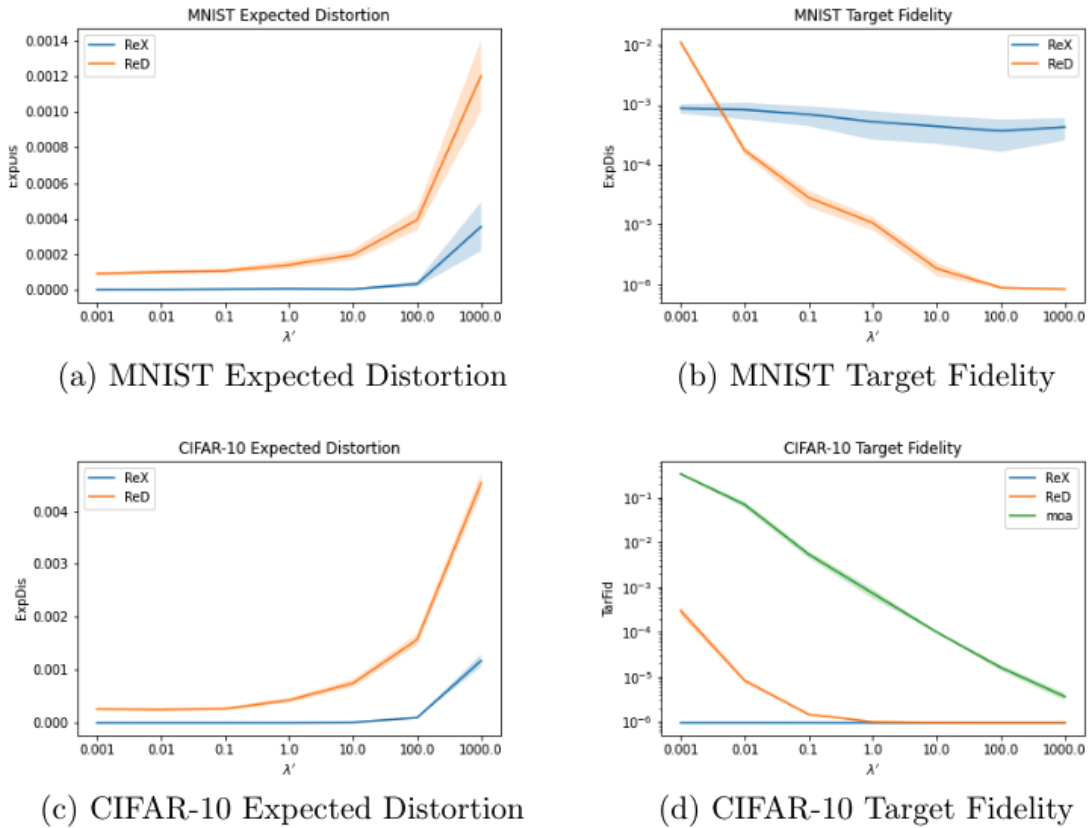 MNIST Expected Distortion
ReX
ReD
0.0014
0.0012
0.0010
0.0008
0.0006
0.0004
0.0002
0.0000
ExpDis
0.001 0.01 0.1 1.0 10.0 100.0 1000.0
λ′
(a) MNIST Expected Distortion
MNIST Target Fidelity
ReX
ReD
10⁻²
10⁻³
10⁻⁴
10⁻⁵
10⁻⁶
ExpDis
0.001 0.01 0.1 1.0 10.0 100.0 1000.0
λ′
(b) MNIST Target Fidelity
CIFAR-10 Expected Distortion
ReX
ReD
0.004
0.003
0.002
0.001
0.000
ExpDis
0.001 0.01 0.1 1.0 10.0 100.0 1000.0
λ′
(c) CIFAR-10 Expected Distortion
CIFAR-10 Target Fidelity
ReX
ReD
moa
10⁻¹
10⁻²
10⁻³
10⁻⁴
10⁻⁵
10⁻⁶
TarFid
0.001 0.01 0.1 1.0 10.0 100.0 1000.0
λ′
(d) CIFAR-10 Target Fidelity